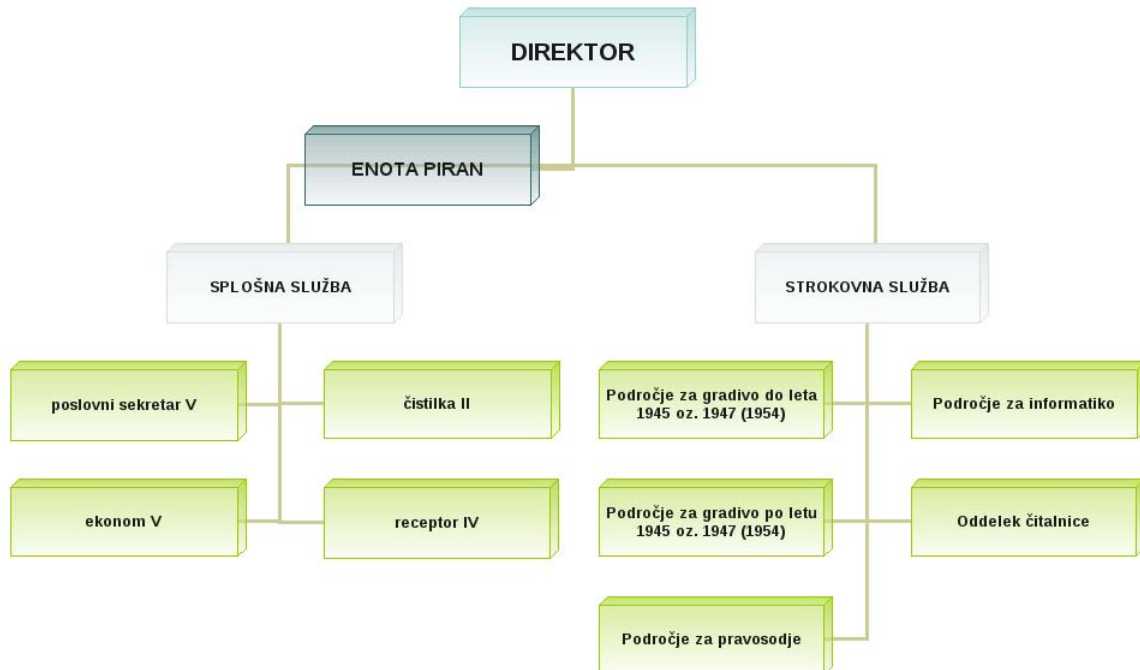 DIREKTOR
ENOTA PIRAN
SPLOŠNA SLUŽBA
STROKOVNA SLUŽBA
poslovni sekretar V
čistilka II
Področje za gradivo do leta
1945 oz. 1947 (1954)
Področje za informatiko
ekonom V
receptor IV
Področje za gradivo po letu
1945 oz. 1947 (1954)
Oddelek čitalnice
Področje za pravosodje